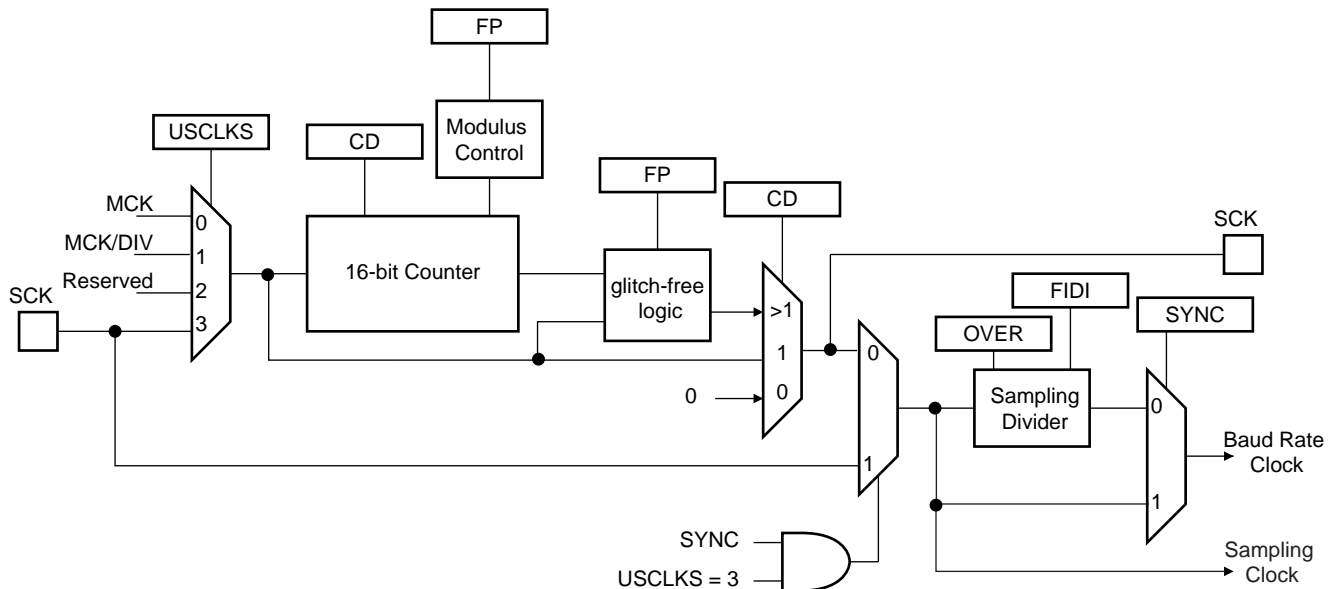 FP
USCLKS
CD
Modulus
Control
FP
CD
MCK
0
MCK/DIV
1
Reserved
2
SCK
3
16-bit Counter
glitch-free
logic
>1
1
0
0
SCK
FIDI
OVER
SYNC
0
1
Sampling
Divider
0
1
Baud Rate
Clock
SYNC
USCLKS = 3
Sampling
Clock